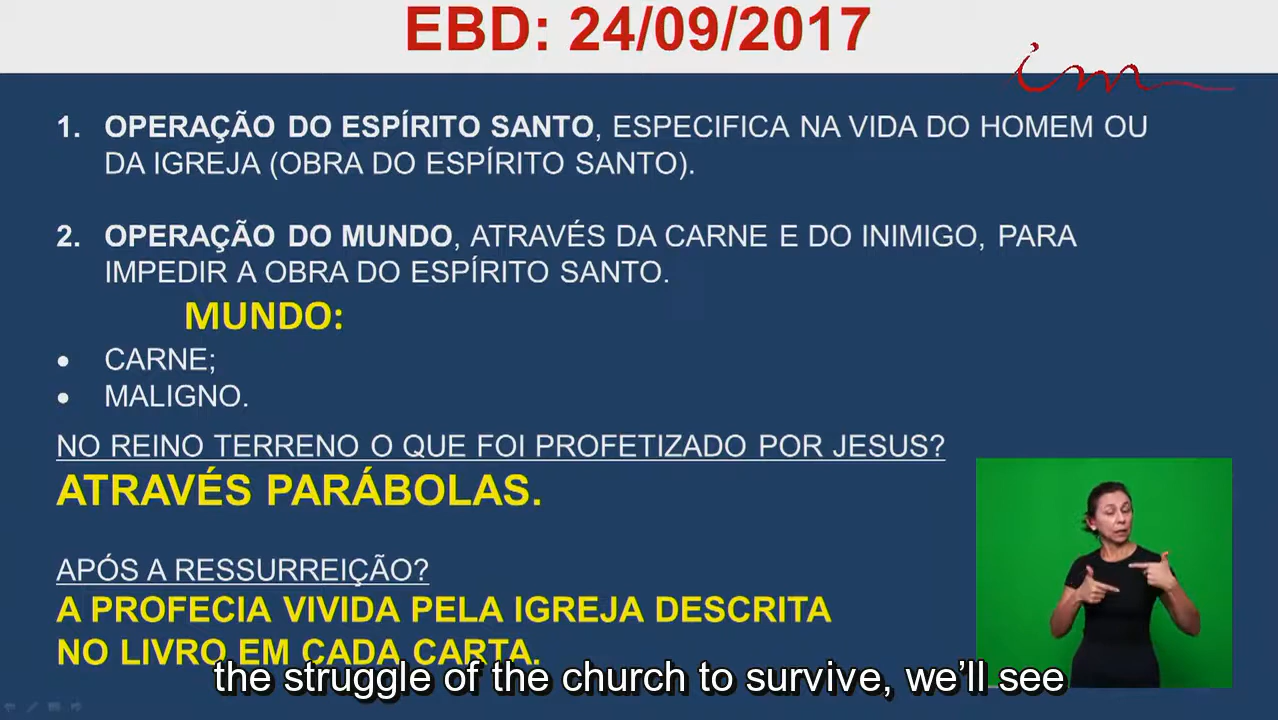 EBD: 24/09/2017
im
1. OPERAÇÃO DO ESPÍRITO SANTO, ESPECIFICA NA VIDA DO HOMEM OU
DA IGREJA (OBRA DO ESPÍRITO SANTO).
2. OPERAÇÃO DO MUNDO, ATRAVÉS DA CARNE E DO INIMIGO, PARA
IMPEDIR A OBRA DO ESPÍRITO SANTO.
MUNDO:
• CARNE;
• MALIGNO.
NO REINO TERRENO O QUE FOI PROFETIZADO POR JESUS?
ATRAVÉS PARÁBOLAS.
APÓS A RESSURREIÇÃO?
A PROFECIA VIVIDA PELA IGREJA DESCRITA
NO LIVRO EM CADA CARTA.
the struggle of the church to survive, we’ll see